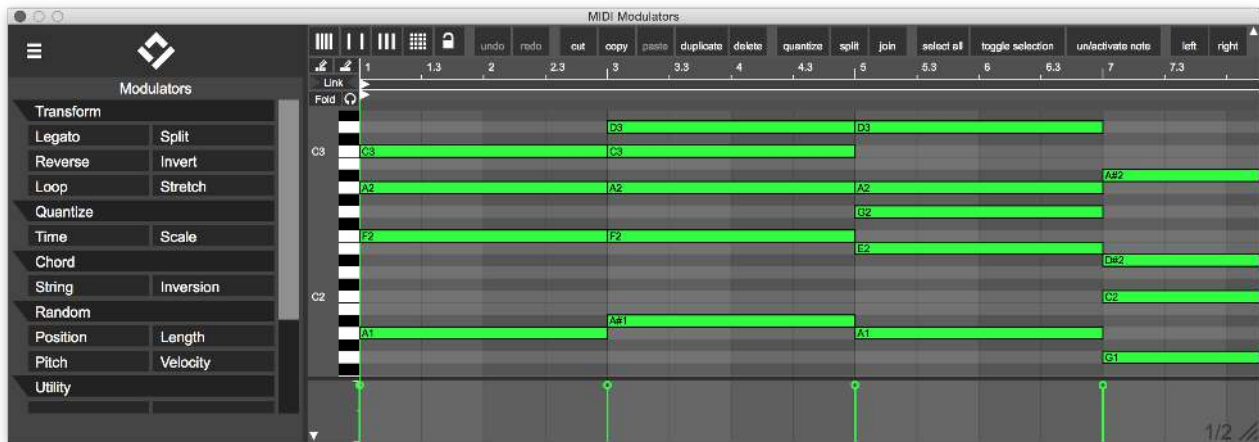 MIDI Modulators
undo redo cut copy paste duplicate delete quantize split join select all toggle selection un/activate note left right
1 1.3 2 2.3 3 3.3 4 4.3 5 5.3 6 6.3 7 7.3
Link
Fold
Modulators
Transform
Legato Split
Reverse Invert
Loop Stretch
Quantize
Time Scale
Chord
String Inversion
Random
Position Length
Pitch Velocity
Utility
D3 D3
C3 C3 C3
A#2
A2 A2 A2
G2
F2 F2
E2
D#2
C2 C2
A#1
A1 A1
G1
1/2